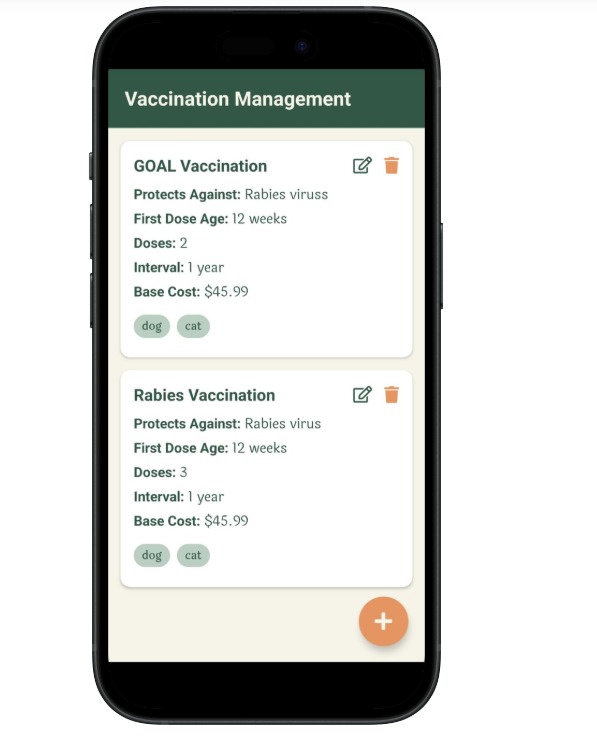 Vaccination Management
GOAL Vaccination
Protects Against: Rabies viruss
First Dose Age: 12 weeks
Doses: 2
Interval: 1 year
Base Cost: $45.99
dog cat
Rabies Vaccination
Protects Against: Rabies virus
First Dose Age: 12 weeks
Doses: 3
Interval: 1 year
Base Cost: $45.99
dog cat
+